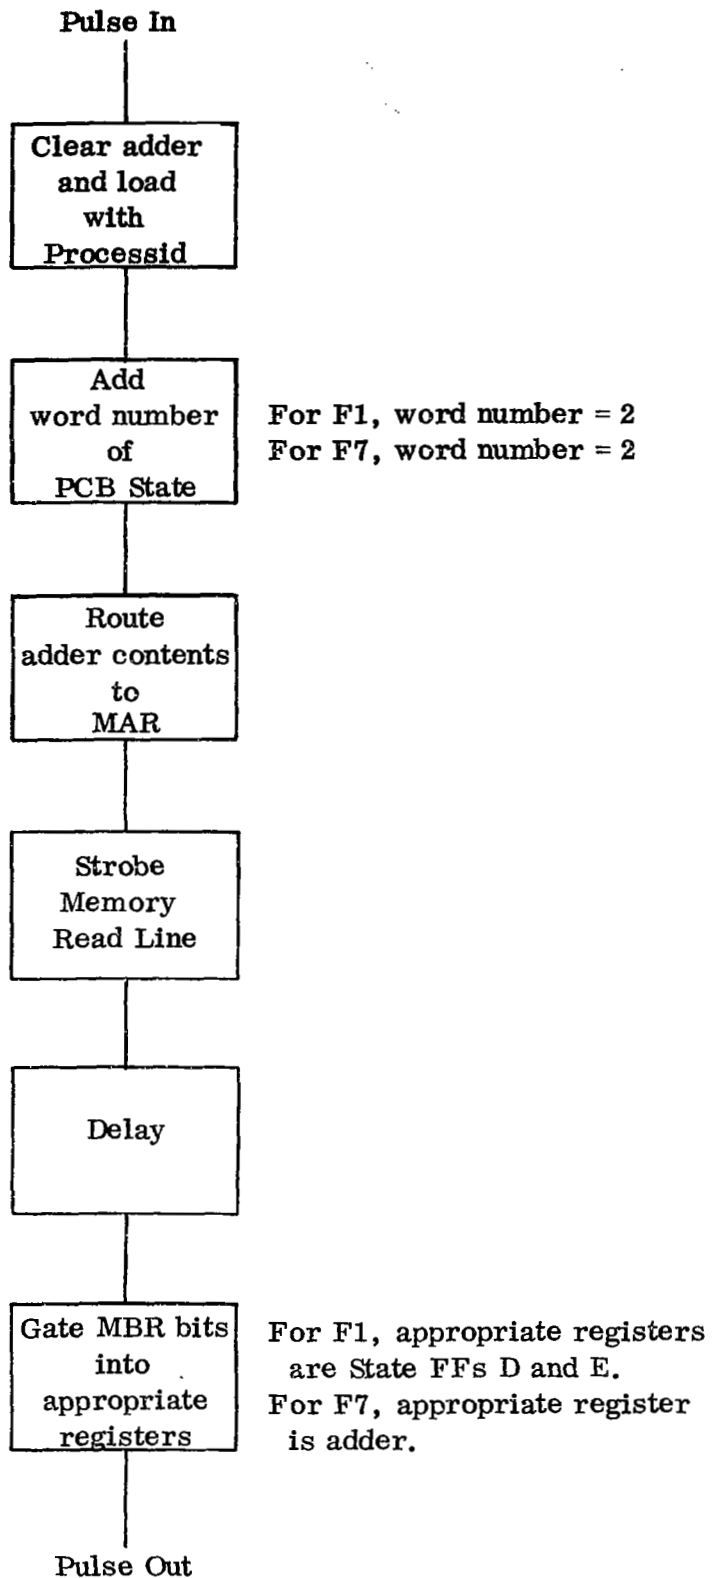 Pulse In
Clear adder
and load
with
Processid
Add
word number
of
PCB State
For F1, word number = 2
For F7, word number = 2
Route
adder contents
to
MAR
Strobe
Memory
Read Line
Delay
Gate MBR bits
into
appropriate
registers
For F1, appropriate registers
are State FFs D and E.
For F7, appropriate register
is adder.
Pulse Out